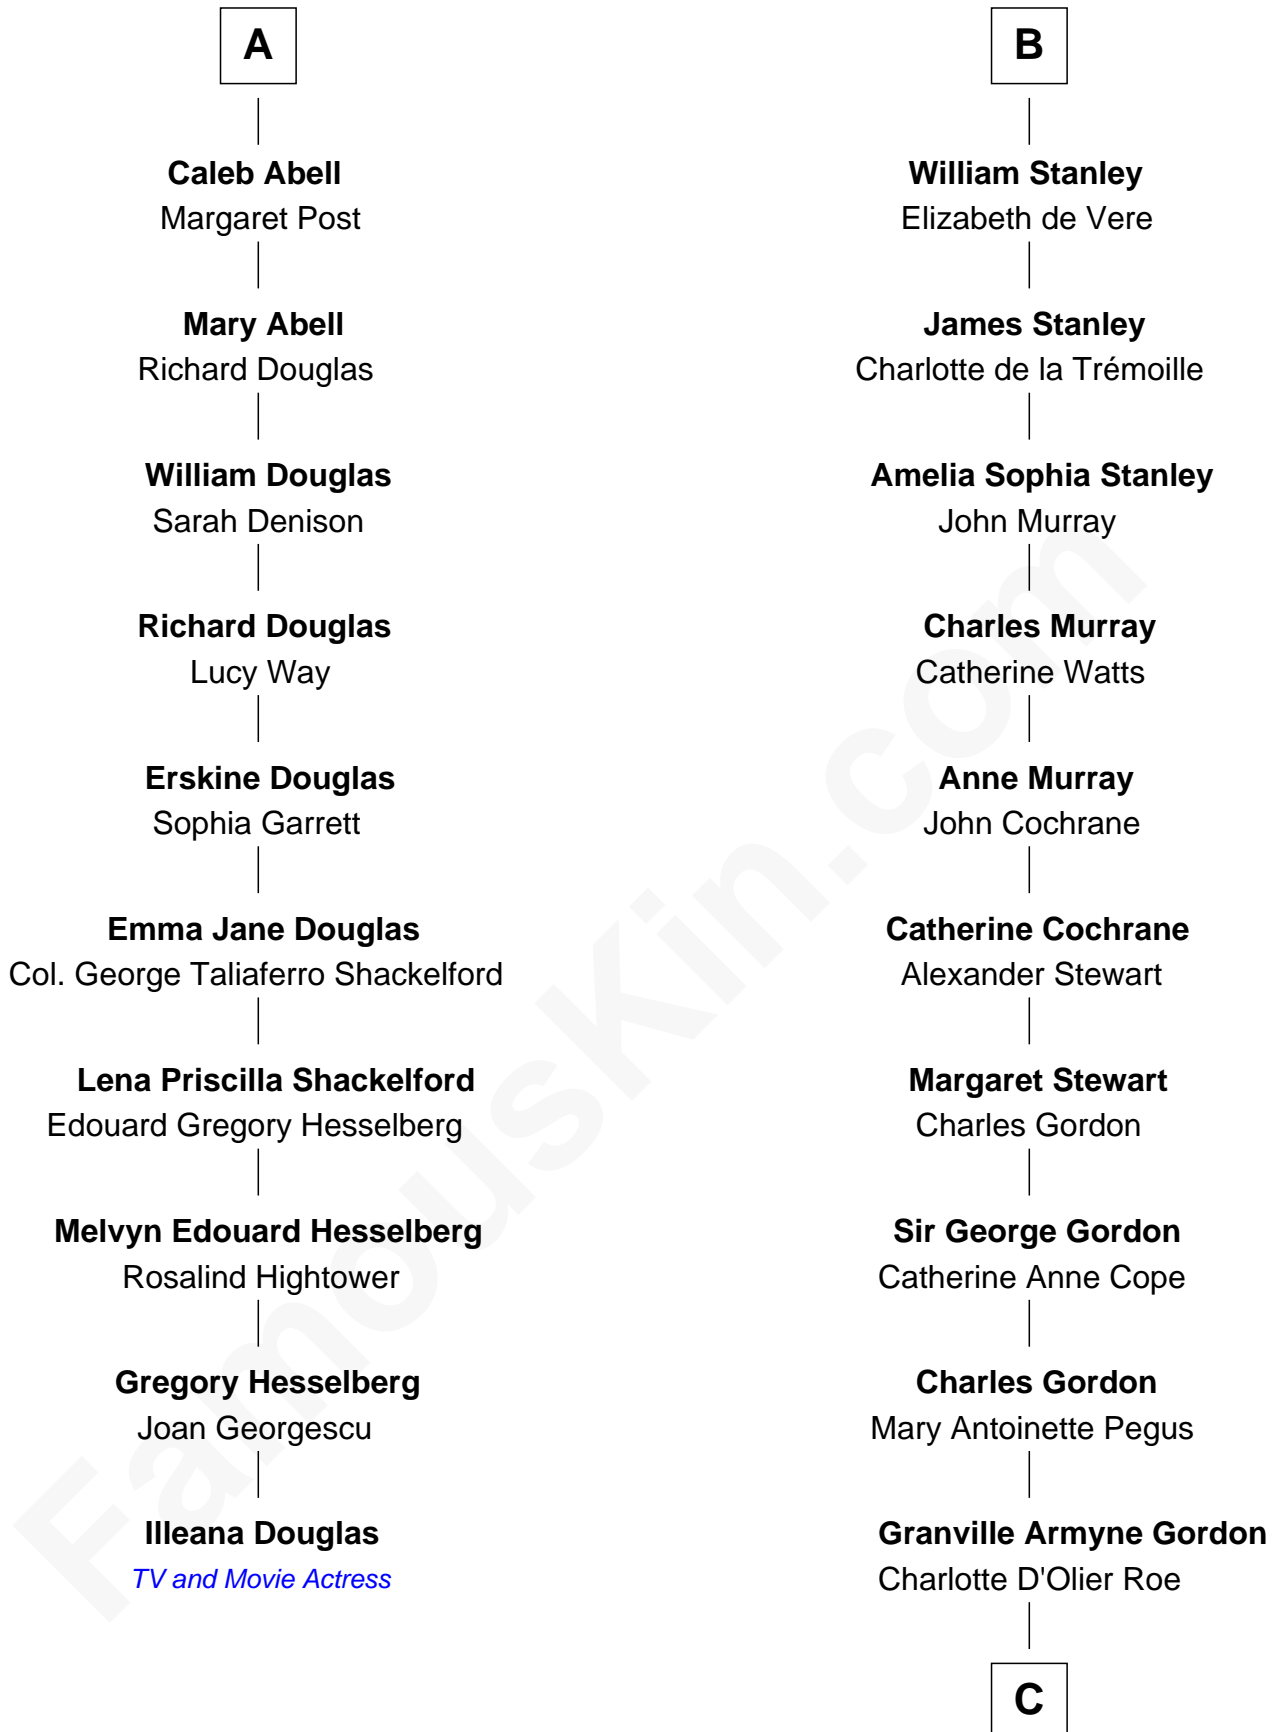 A
Caleb Abell
Margaret Post
Mary Abell
Richard Douglas
William Douglas
Sarah Denison
Richard Douglas
Lucy Way
Erskine Douglas
Sophia Garrett
Emma Jane Douglas
Col. George Taliaferro Shackelford
Lena Priscilla Shackelford
Edouard Gregory Hesselberg
Melvyn Edouard Hesselberg
Rosalind Hightower
Gregory Hesselberg
Joan Georgescu
Illeana Douglas
TV and Movie Actress
B
William Stanley
Elizabeth de Vere
James Stanley
Charlotte de la Trémoille
Amelia Sophia Stanley
John Murray
Charles Murray
Catherine Watts
Anne Murray
John Cochrane
Catherine Cochrane
Alexander Stewart
Margaret Stewart
Charles Gordon
Sir George Gordon
Catherine Anne Cope
Charles Gordon
Mary Antoinette Pegus
Granville Armyne Gordon
Charlotte D'Olier Roe
C
FamousKin.com